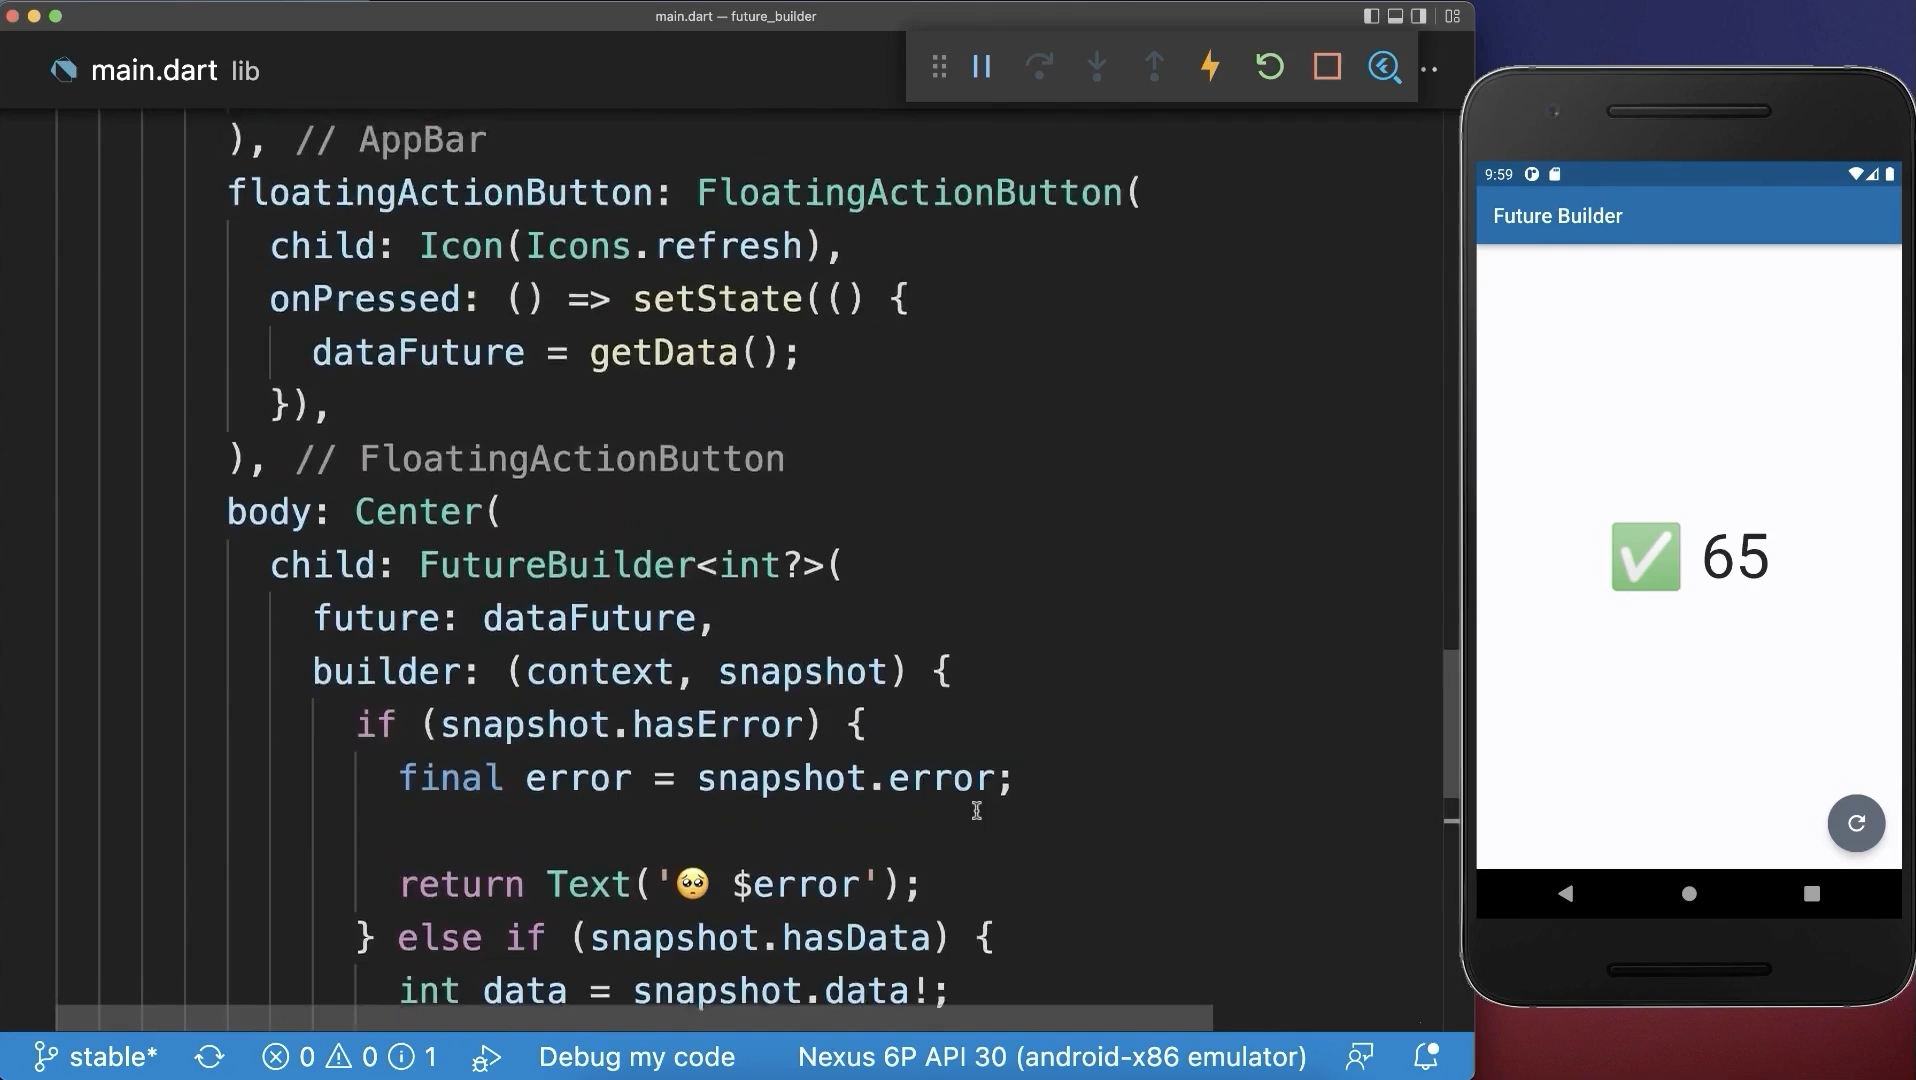 main.dart — future_builder
main.dart lib
), // AppBar
floatingActionButton: FloatingActionButton(
child: Icon(Icons.refresh),
onPressed: () => setState(() {
dataFuture = getData();
}),
), // FloatingActionButton
body: Center(
child: FutureBuilder<int?>(
future: dataFuture,
builder: (context, snapshot) {
if (snapshot.hasError) {
final error = snapshot.error;
return Text('🥺 $error');
} else if (snapshot.hasData) {
int data = snapshot.data!;
stable* 0 0 1 Debug my code Nexus 6P API 30 (android-x86 emulator)
9:59
Future Builder
✅ 65